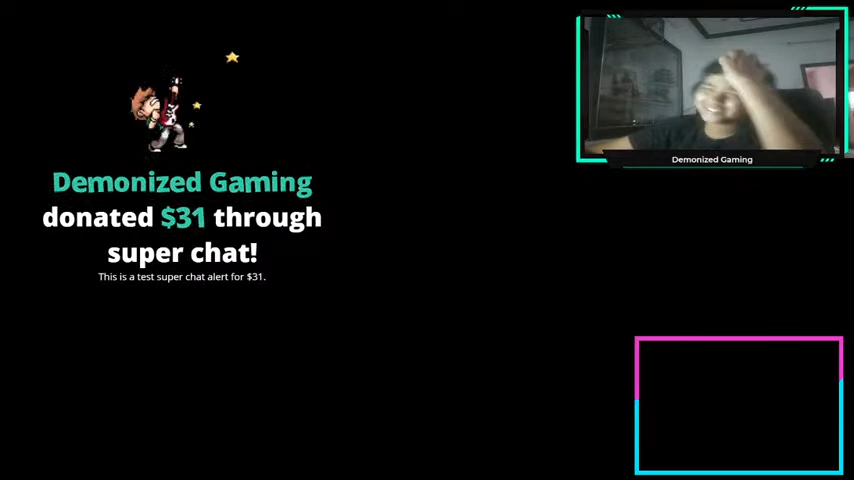 Demonized Gaming
Demonized Gaming
donated $31 through
super chat!
This is a test super chat alert for $31.